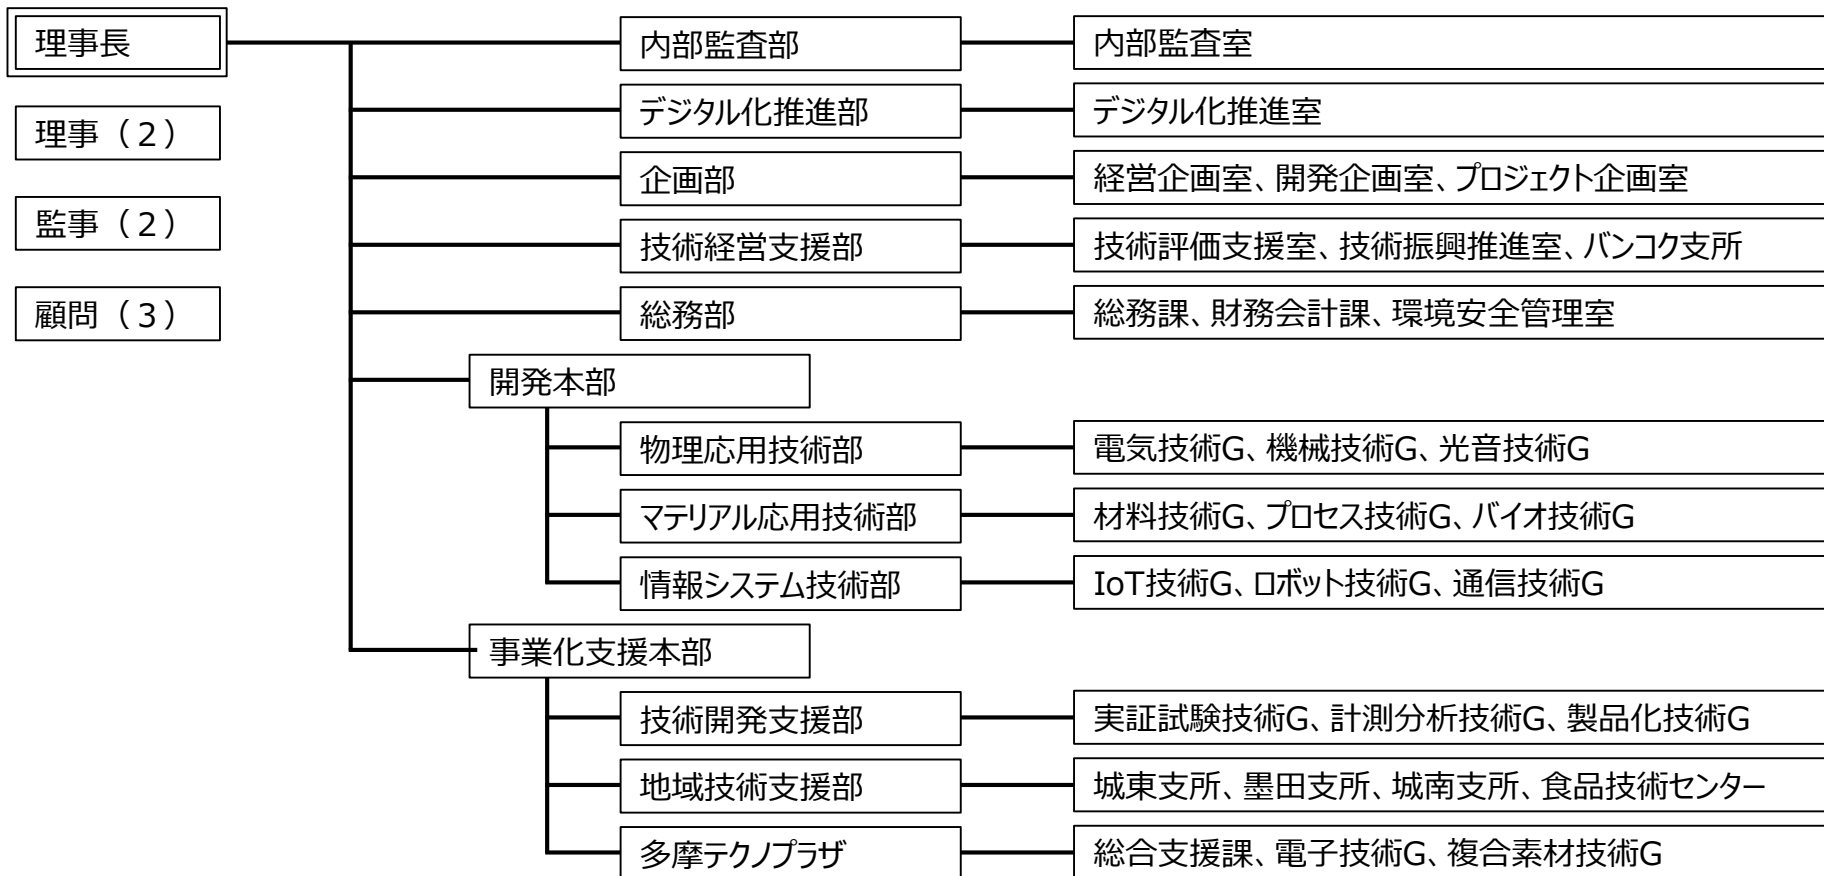 理事長
内部監査部
内部監査室
デジタル化推進部
デジタル化推進室
理事（2）
企画部
経営企画室、開発企画室、プロジェクト企画室
監事（2）
技術経営支援部
技術評価支援室、技術振興推進室、バンコク支所
顧問（3）
総務部
総務課、財務会計課、環境安全管理室
開発本部
物理応用技術部
電気技術G、機械技術G、光音技術G
マテリアル応用技術部
材料技術G、プロセス技術G、バイオ技術G
情報システム技術部
IoT技術G、ロボット技術G、通信技術G
事業化支援本部
技術開発支援部
実証試験技術G、計測分析技術G、製品化技術G
地域技術支援部
城東支所、墨田支所、城南支所、食品技術センター
多摩テクノプラザ
総合支援課、電子技術G、複合素材技術G